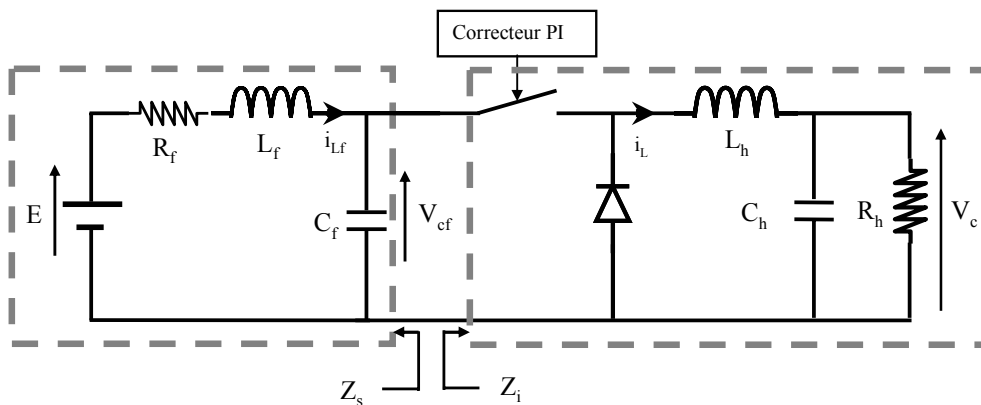 Correcteur PI
R_f
L_f
i_Lf
i_L
L_h
E
C_f
V_cf
C_h
R_h
V_c
Z_s
Z_i